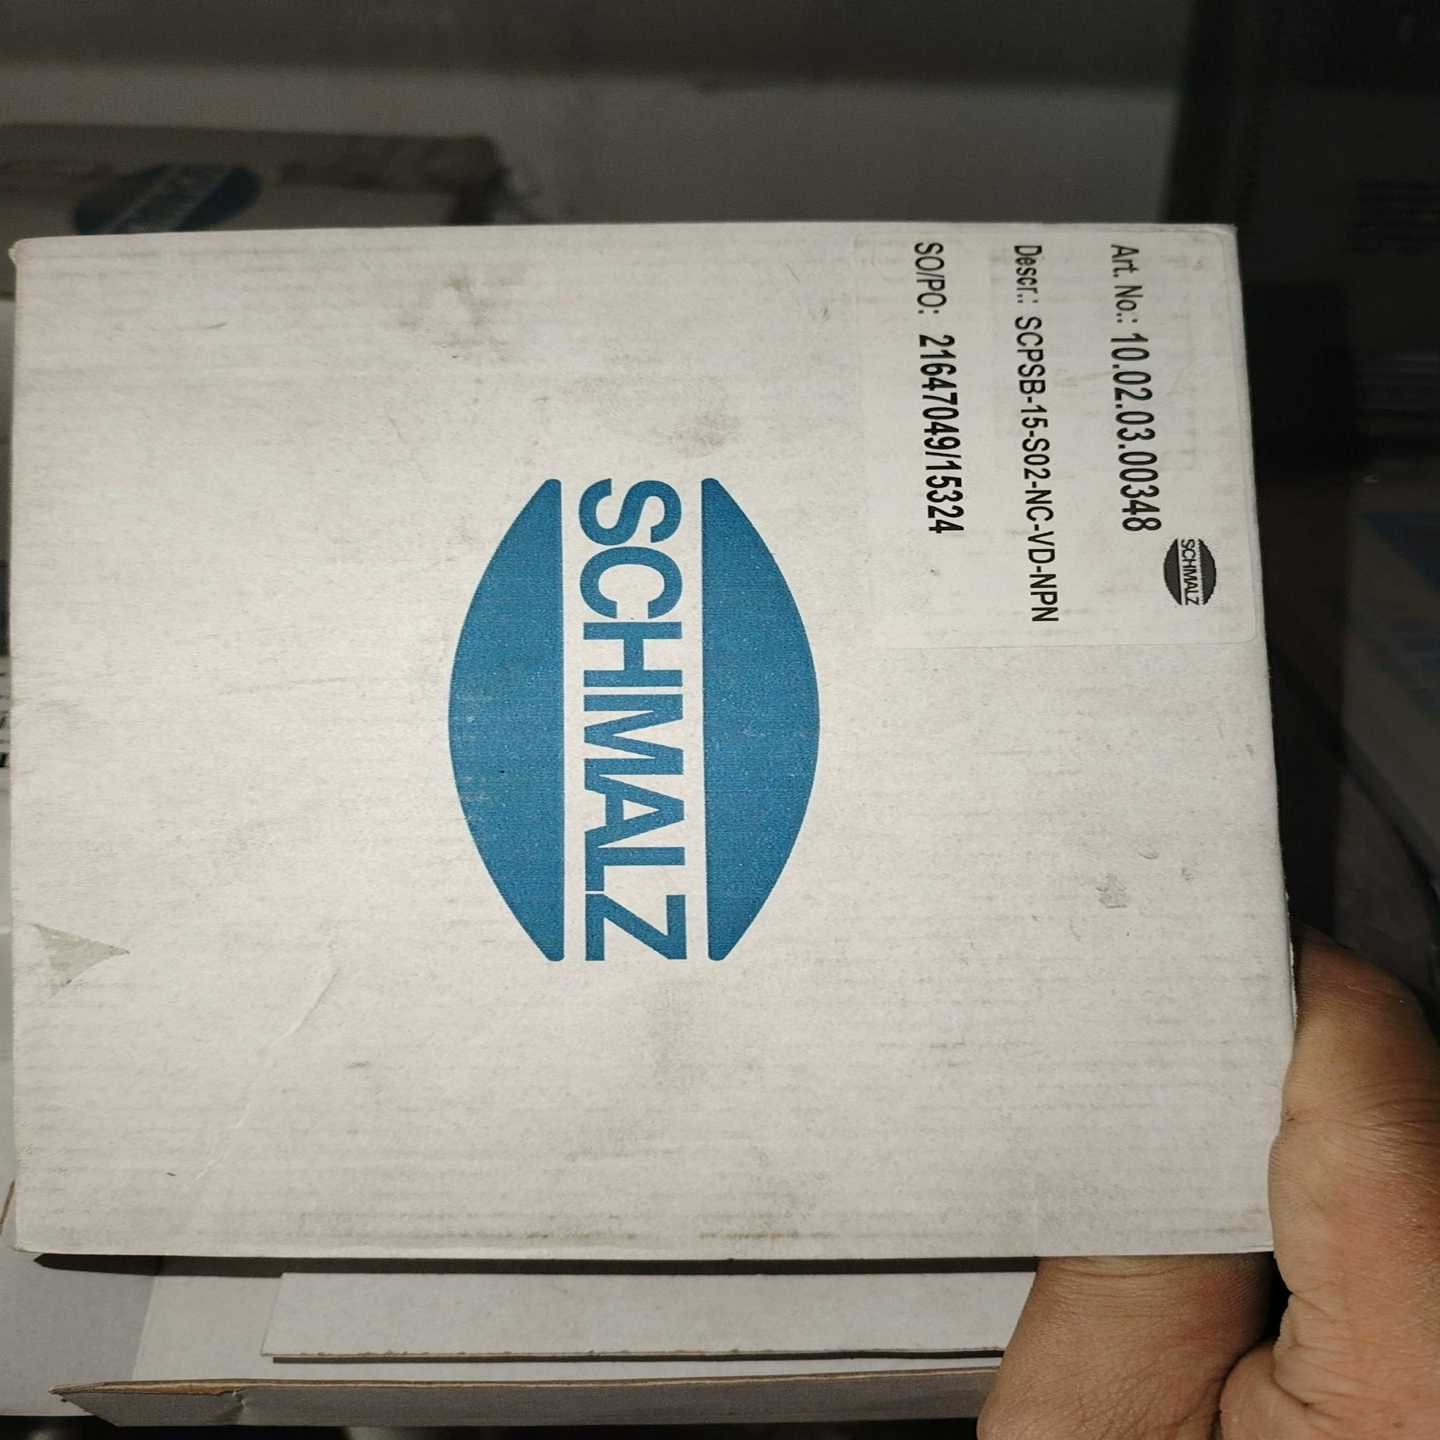 SCHMALZ
Art. No.: 10.02.03.00348
Descr.: SCPSB-15-S02-NC-VD-NPN
SO/PO: 21647049/15324
SCHMALZ